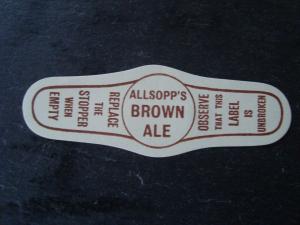 REPLACE
THE
STOPPER
WHEN
EMPTY
ALLSOPP'S
BROWN
ALE
OBSERVE
THAT THIS
LABEL
IS
UNBROKEN